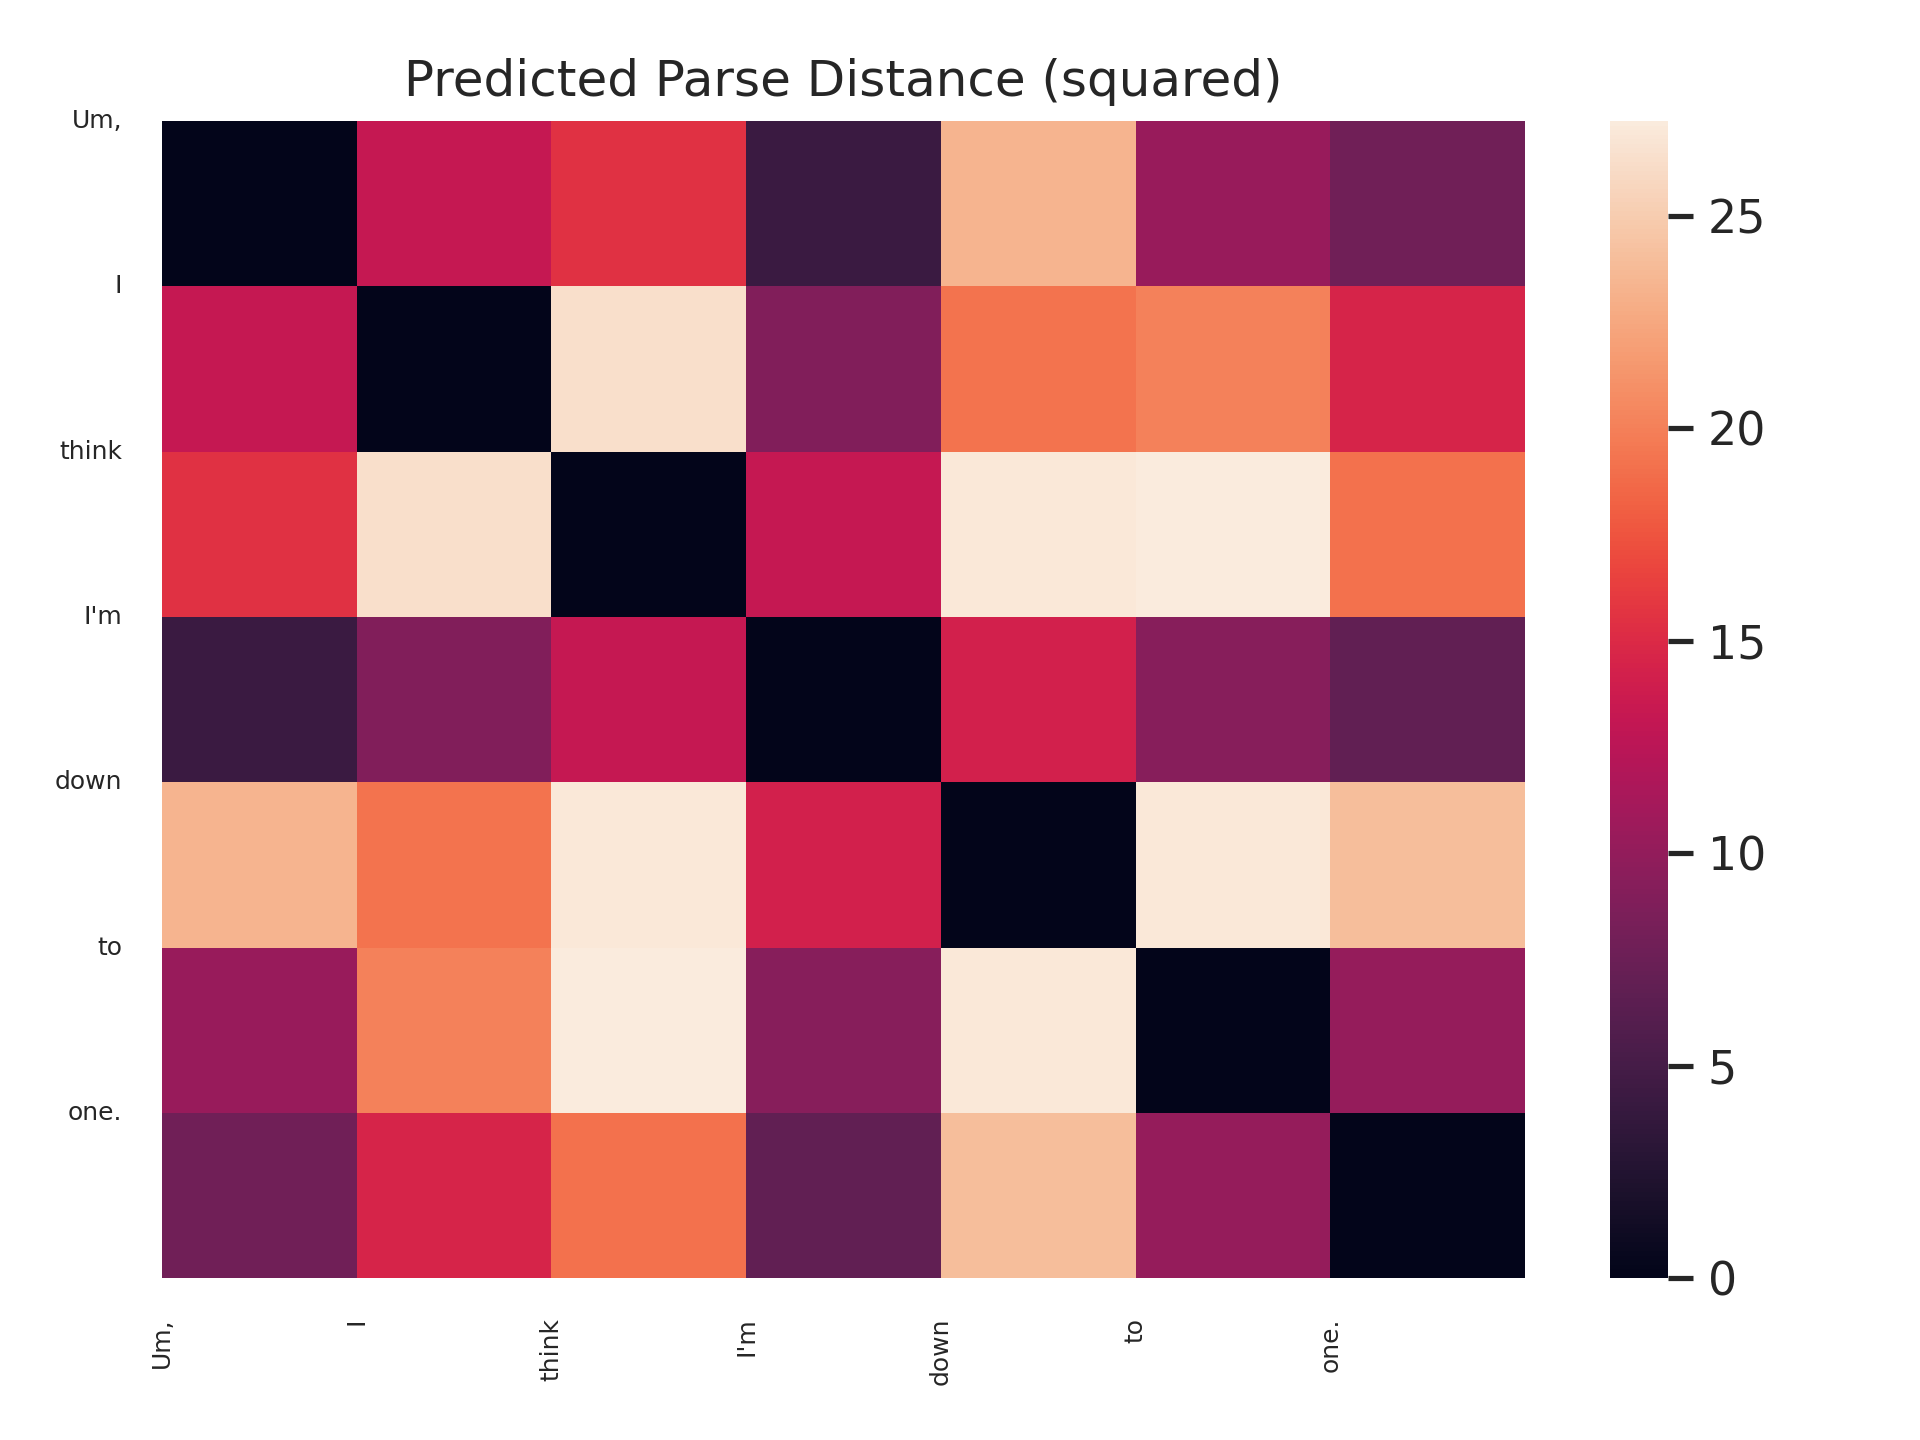 Predicted Parse Distance (squared)
Um,
I
think
I'm
down
to
one.
25
20
15
10
5
0
Um,
I
think
I'm
down
to
one.